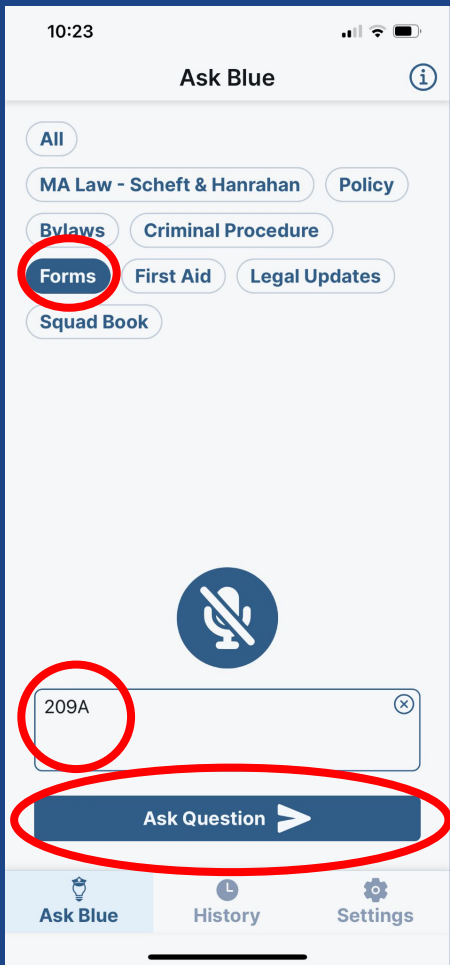 10:23
Ask Blue
All
MA Law - Scheft & Hanrahan Policy
Bylaws Criminal Procedure
Forms First Aid Legal Updates
Squad Book
209A
Ask Question
Ask Blue History Settings